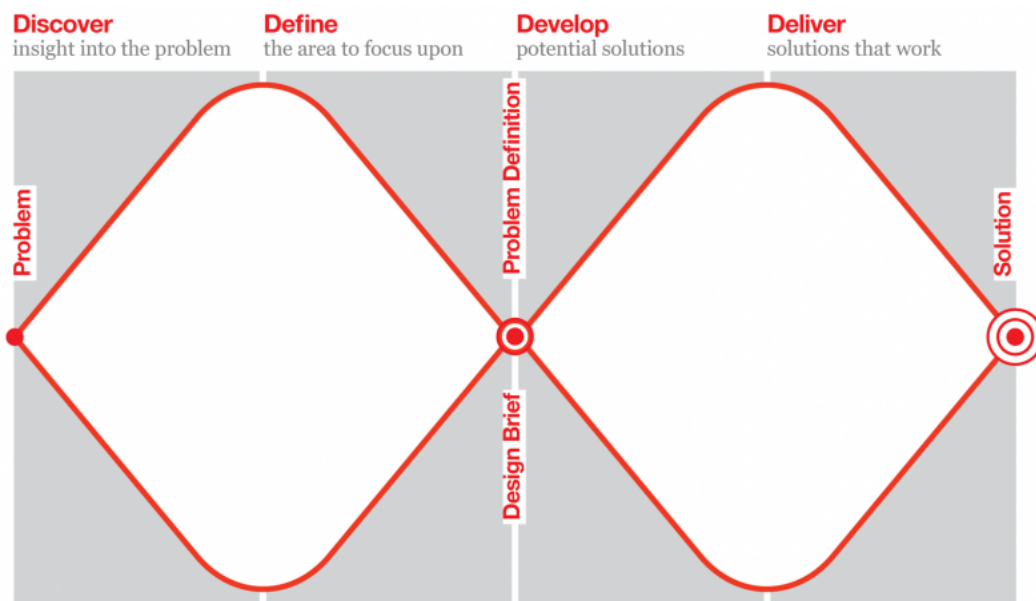 Discover
insight into the problem
Define
the area to focus upon
Develop
potential solutions
Deliver
solutions that work
Problem
Problem Definition
Design Brief
Solution